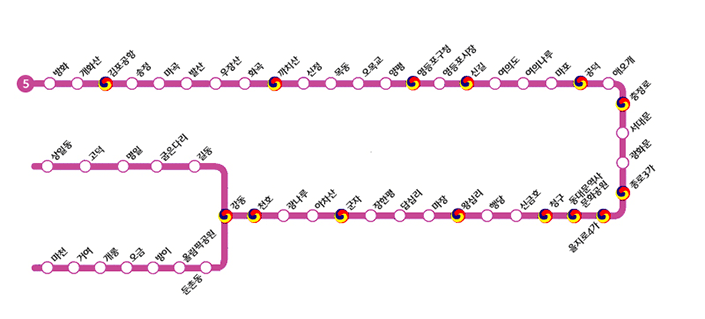 5
방화
개화산
김포공항
송정
마곡
발산
우장산
화곡
까치산
신정
목동
오목교
양평
영등포구청
영등포시장
신길
여의도
여의나루
마포
공덕
애오개
충정로
서대문
광화문
종로3가
을지로4가
동대문역사
문화공원
청구
신금호
행당
왕십리
마장
답십리
장한평
군자
아차산
광나루
천호
강동
길동
굽은다리
명일
고덕
상일동
둔촌동
올림픽공원
방이
오금
개롱
거여
마천